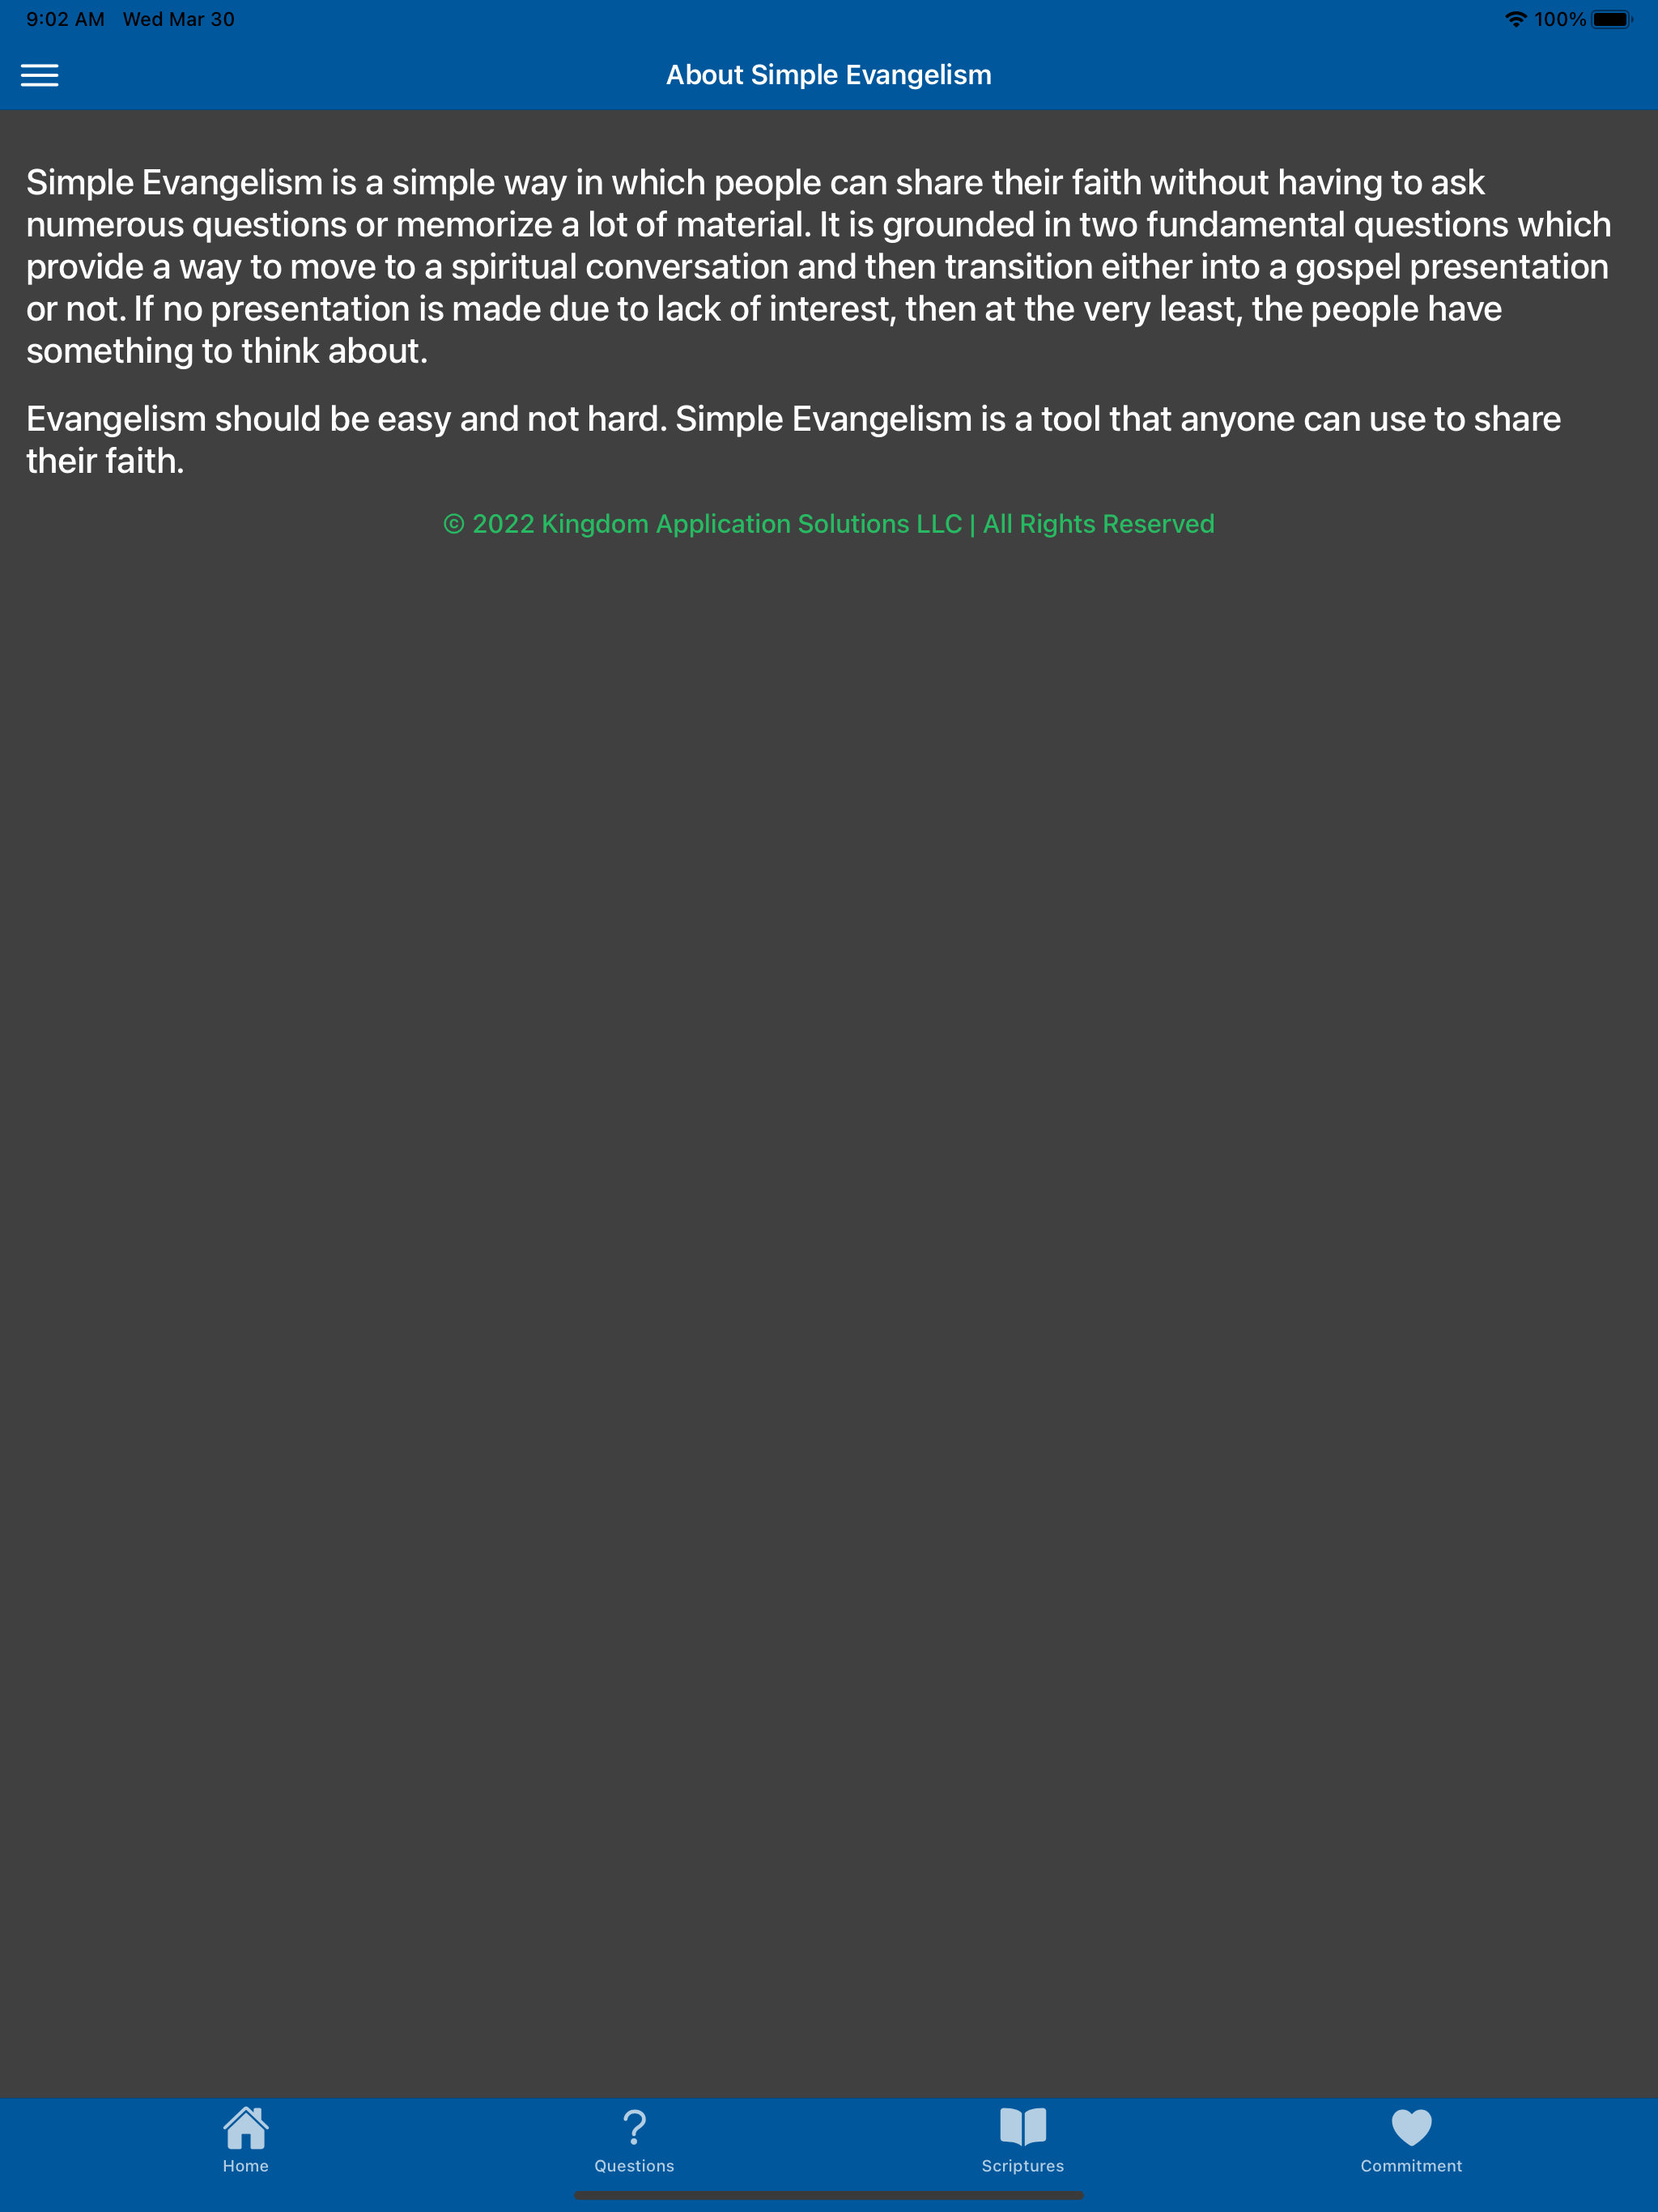 9:02 AM Wed Mar 30
100%
About Simple Evangelism
Simple Evangelism is a simple way in which people can share their faith without having to ask
numerous questions or memorize a lot of material. It is grounded in two fundamental questions which
provide a way to move to a spiritual conversation and then transition either into a gospel presentation
or not. If no presentation is made due to lack of interest, then at the very least, the people have
something to think about.
Evangelism should be easy and not hard. Simple Evangelism is a tool that anyone can use to share
their faith.
© 2022 Kingdom Application Solutions LLC | All Rights Reserved
Home
Questions
Scriptures
Commitment